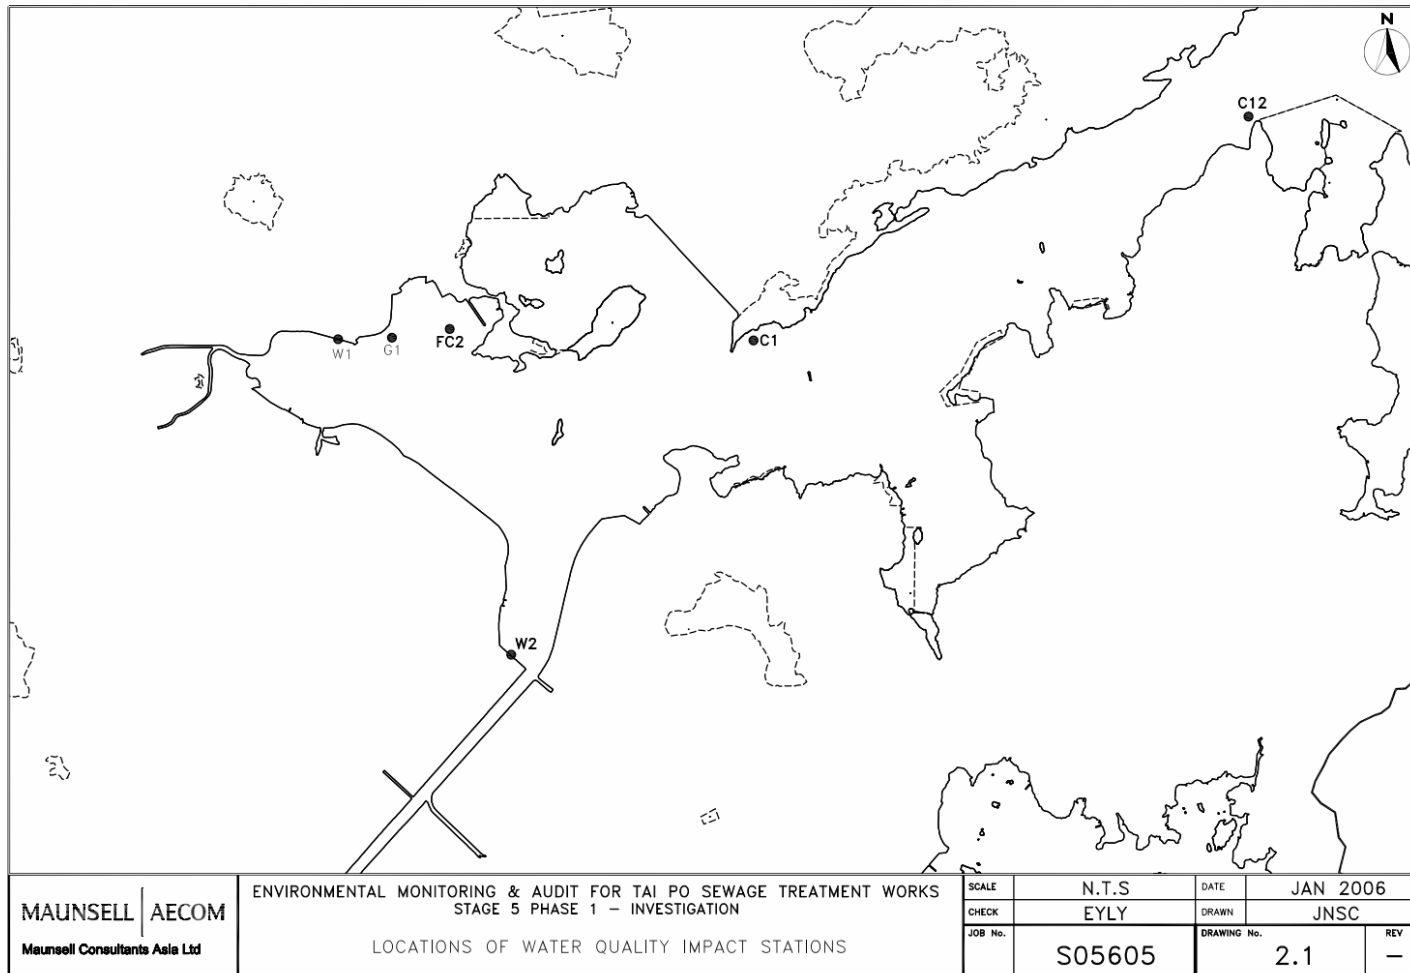 N
C12
W1
G1
FC2
C1
W2
MAUNSELL AECOM
Maunsell Consultants Asia Ltd
ENVIRONMENTAL MONITORING & AUDIT FOR TAI PO SEWAGE TREATMENT WORKS
STAGE 5 PHASE 1 – INVESTIGATION
LOCATIONS OF WATER QUALITY IMPACT STATIONS
SCALE N.T.S DATE JAN 2006
CHECK EYLY DRAWN JNSC
JOB No. S05605 DRAWING No. 2.1 REV –